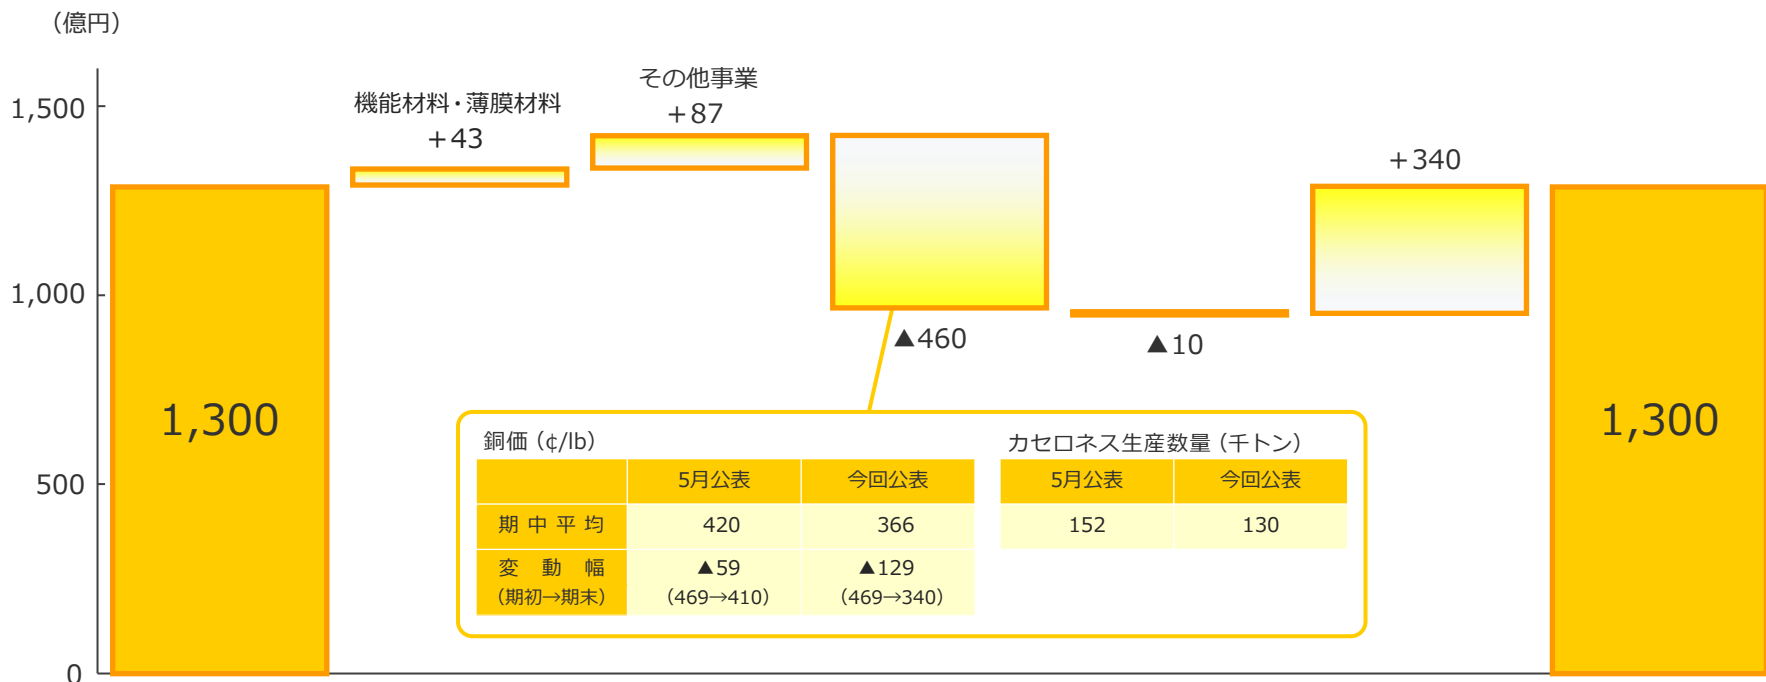 （億円）
1,500
1,000
500
0
1,300
機能材料・薄膜材料
＋43
その他事業
＋87
▲460
▲10
＋340
1,300
銅価（¢/lb）
5月公表 今回公表
期中平均 420 366
変動幅 ▲59 ▲129
（期初→期末） （469→410） （469→340）
カセロネス生産数量（千トン）
5月公表 今回公表
152 130